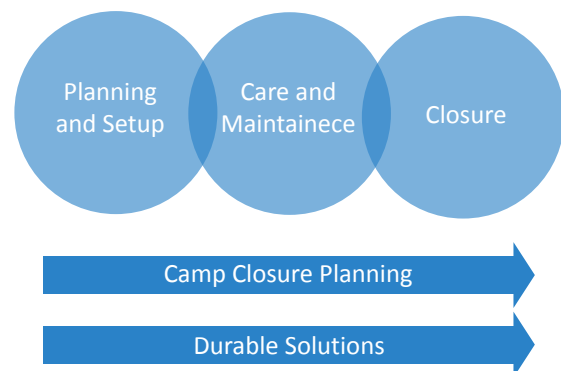 Planning
and Setup
Care and
Maintainece
Closure
Camp Closure Planning
Durable Solutions